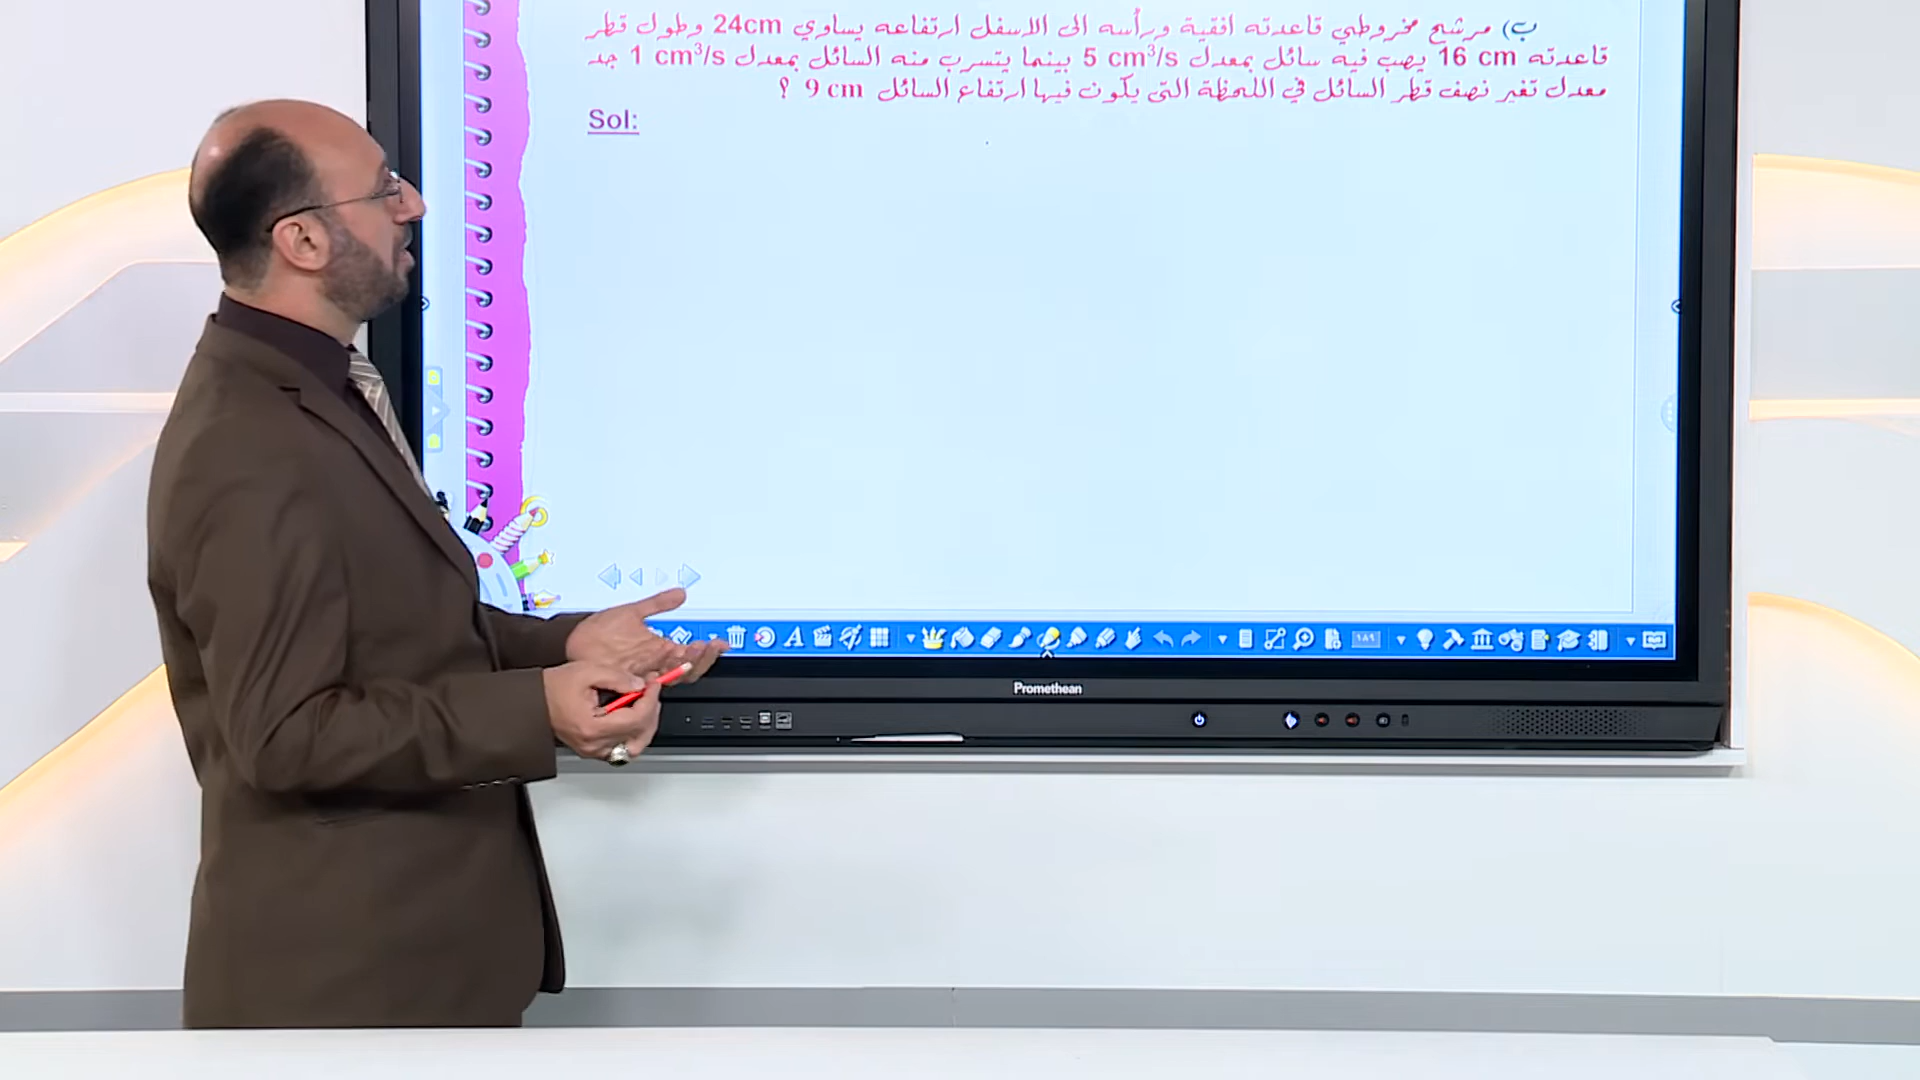 ب) مرشح مخروطي قاعدته افقية ورأسه الى الاسفل ارتفاعه يساوي 24cm وطول قطر
قاعدته 16 cm يصب فيه سائل بمعدل 5 cm³/s بينما يتسرب منه السائل بمعدل 1 cm³/s جد
معدل تغير نصف قطر السائل في اللحظة التي يكون فيها ارتفاع السائل 9 cm ؟
Sol:
Promethean